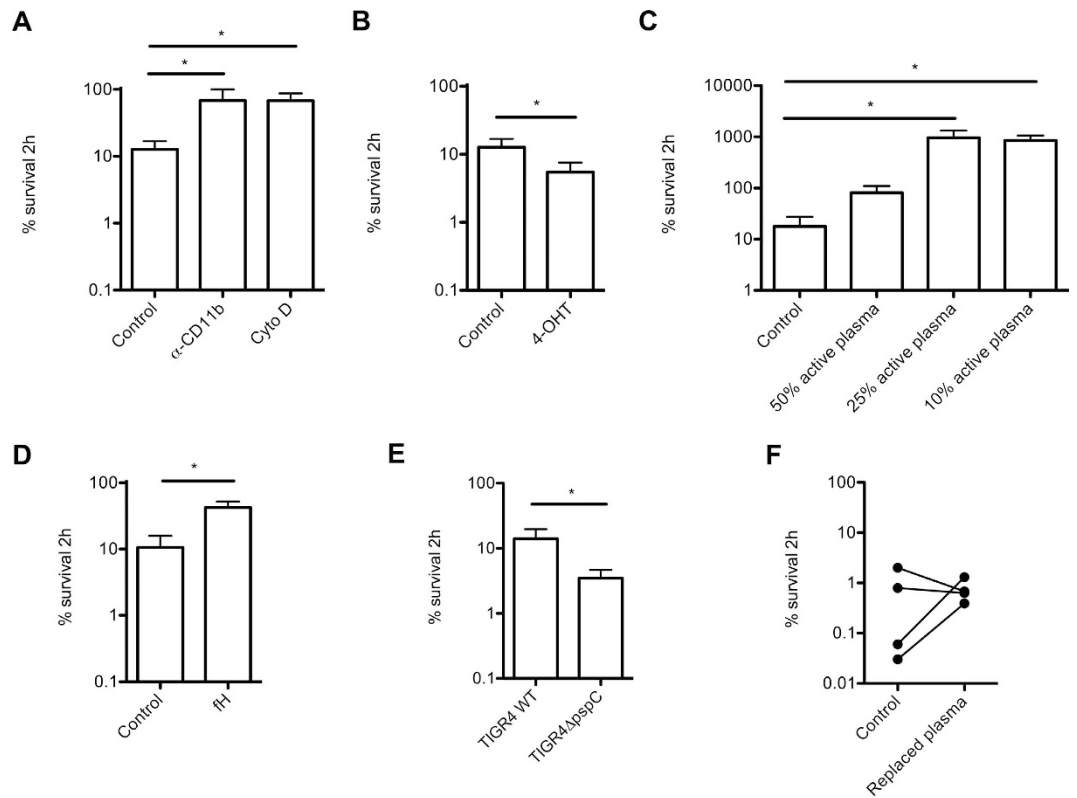 A
*
*
100
10
1
0.1
% survival 2h
Control
α-CD11b
Cyto D
B
*
100
10
1
0.1
% survival 2h
Control
4-OHT
C
*
*
10000
1000
100
10
1
% survival 2h
Control
50% active plasma
25% active plasma
10% active plasma
D
*
100
10
1
0.1
% survival 2h
Control
fH
E
*
100
10
1
0.1
% survival 2h
TIGR4 WT
TIGR4ΔpspC
F
100
10
1
0.1
0.01
% survival 2h
Control
Replaced plasma